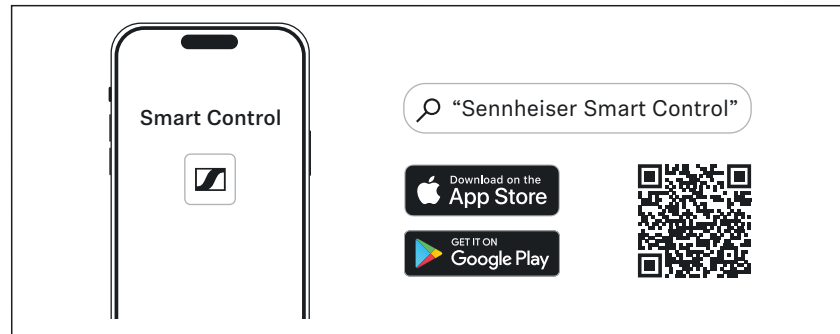 Smart Control
“Sennheiser Smart Control”
Download on the
App Store
GET IT ON
Google Play